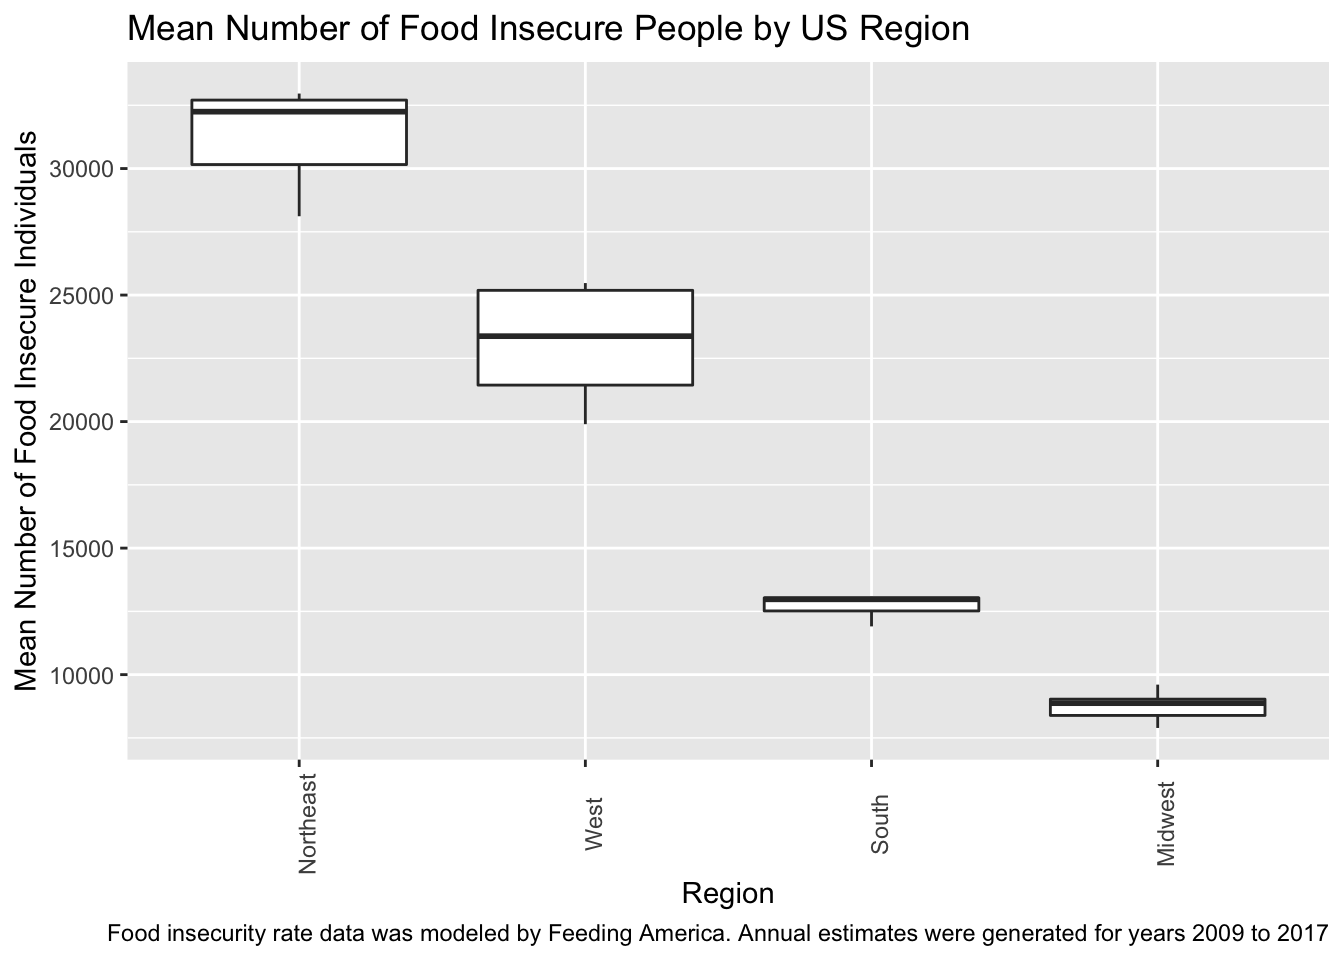 Mean Number of Food Insecure People by US Region
Mean Number of Food Insecure Individuals
30000
25000
20000
15000
10000
Northeast
West
South
Midwest
Region
Food insecurity rate data was modeled by Feeding America. Annual estimates were generated for years 2009 to 2017